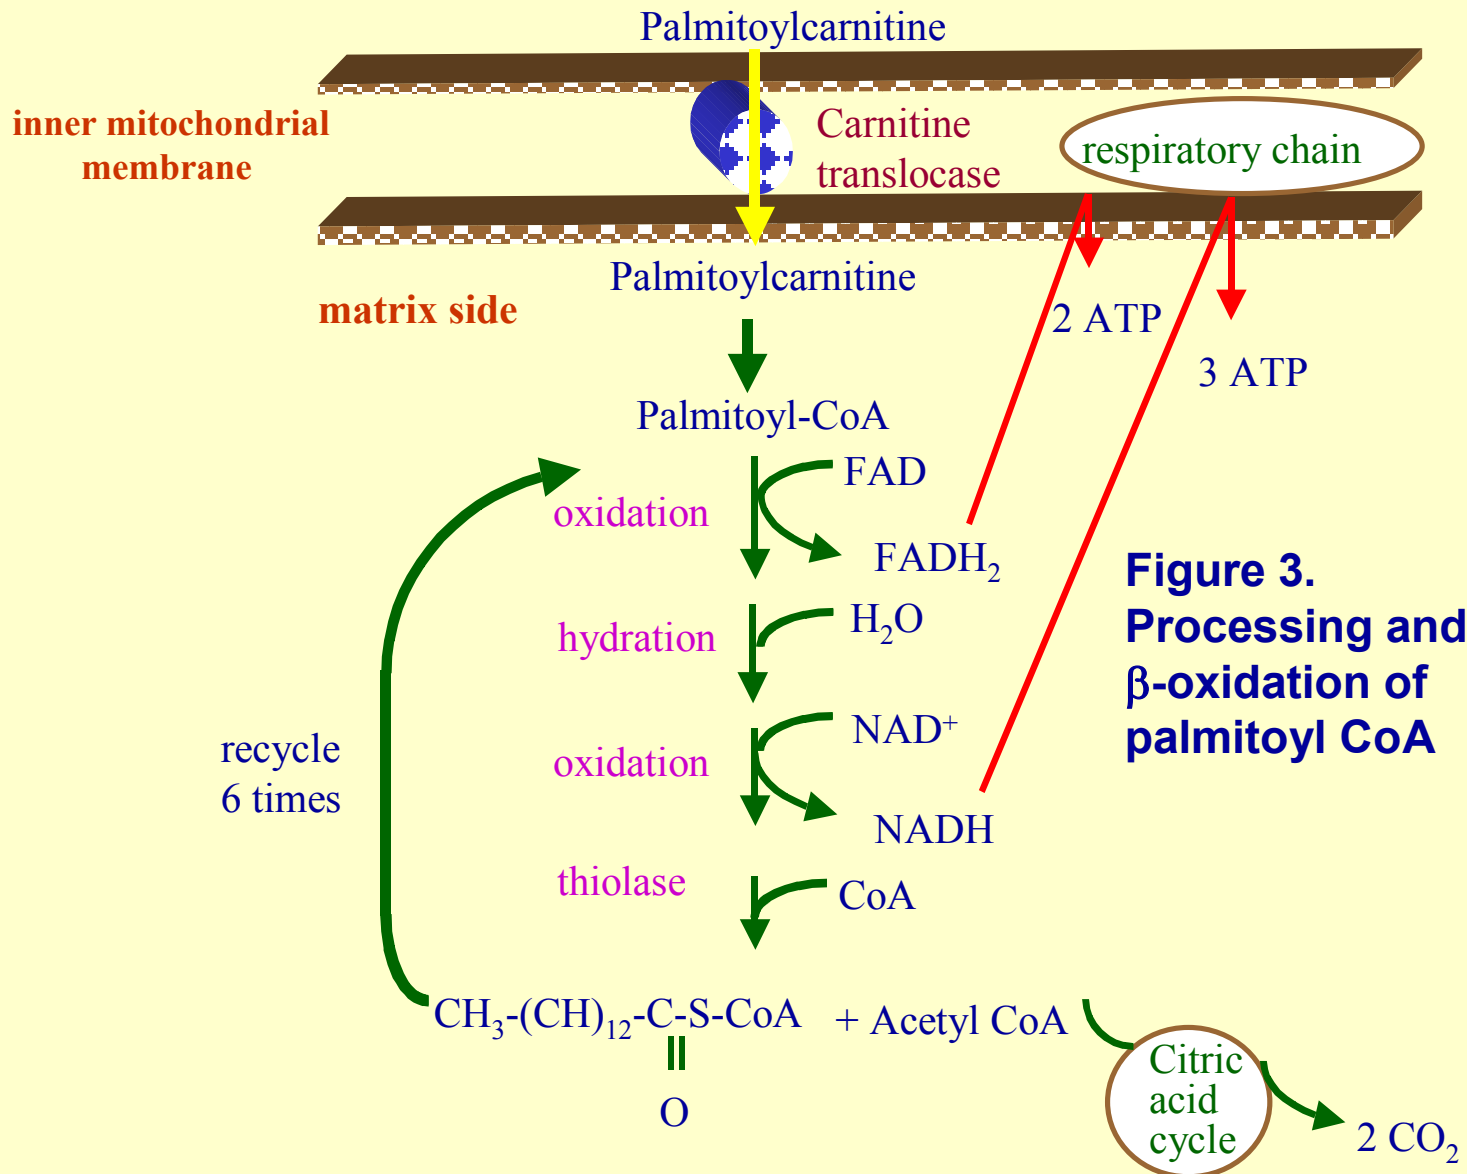 Palmitoylcarnitine
inner mitochondrial
membrane
Carnitine
translocase
respiratory chain
Palmitoylcarnitine
matrix side
2 ATP
3 ATP
Palmitoyl-CoA
FAD
oxidation
FADH₂
Figure 3.
Processing and
β-oxidation of
palmitoyl CoA
H₂O
hydration
NAD⁺
oxidation
recycle
6 times
NADH
thiolase
CoA
CH₃-(CH)₁₂-C-S-CoA + Acetyl CoA
O
Citric
acid
cycle
2 CO₂